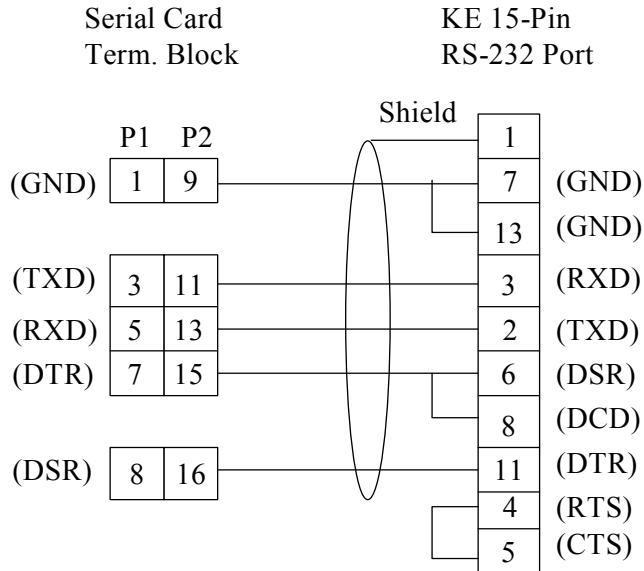 Serial Card KE 15-Pin
Term. Block RS-232 Port
Shield
P1 P2 1
(GND) 1 9 7 (GND)
13 (GND)
(TXD) 3 11 3 (RXD)
(RXD) 5 13 2 (TXD)
(DTR) 7 15 6 (DSR)
8 (DCD)
(DSR) 8 16 11 (DTR)
4 (RTS)
5 (CTS)